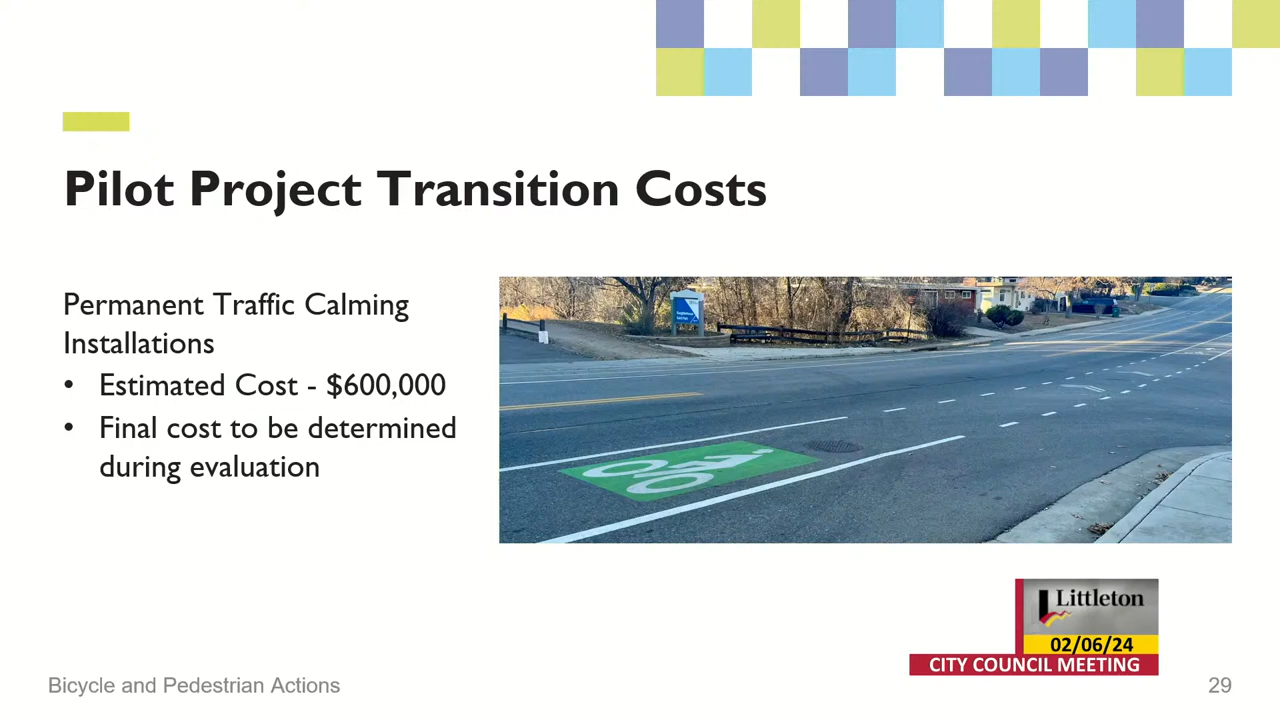 Pilot Project Transition Costs
Permanent Traffic Calming
Installations
• Estimated Cost - $600,000
• Final cost to be determined
during evaluation
Littleton
02/06/24
CITY COUNCIL MEETING
Bicycle and Pedestrian Actions
29